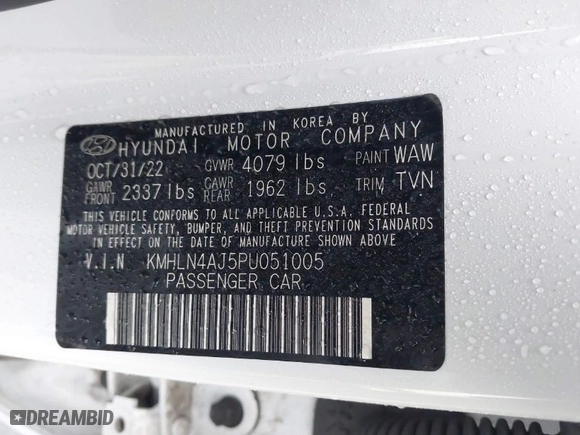 MANUFACTURED IN KOREA BY
HYUNDAI MOTOR COMPANY
OCT/31/22 GVWR 4079 lbs PAINT WAW
GAWR FRONT 2337 lbs GAWR REAR 1962 lbs TRIM TVN
THIS VEHICLE CONFORMS TO ALL APPLICABLE U.S.A. FEDERAL
MOTOR VEHICLE SAFETY, BUMPER, AND THEFT PREVENTION STANDARDS
IN EFFECT ON THE DATE OF MANUFACTURE SHOWN ABOVE.
V.I.N KMHLN4AJ5PU051005
PASSENGER CAR
DREAMBID